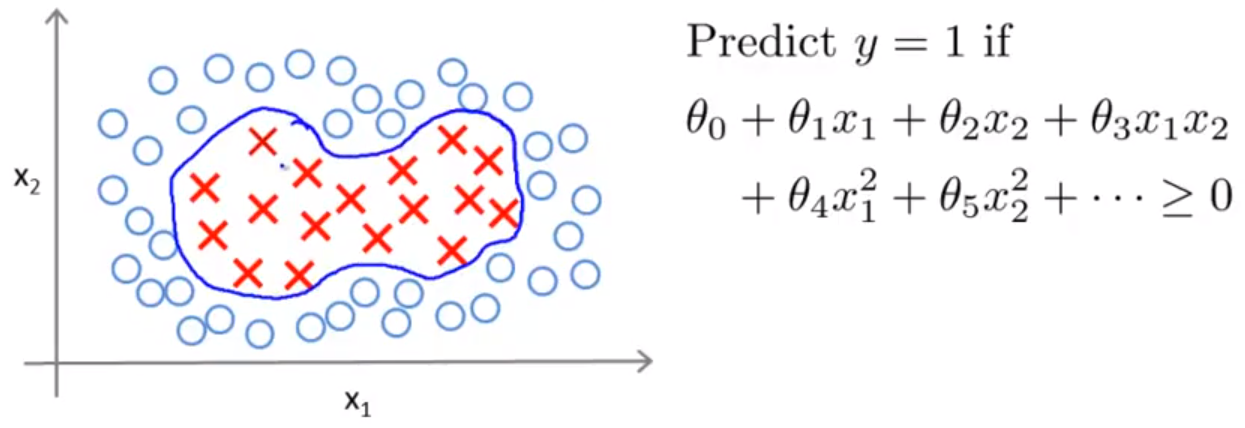 x₂
x₁
Predict y = 1 if
θ₀ + θ₁x₁ + θ₂x₂ + θ₃x₁x₂
+ θ₄x₁² + θ₅x₂² + ⋯ ≥ 0